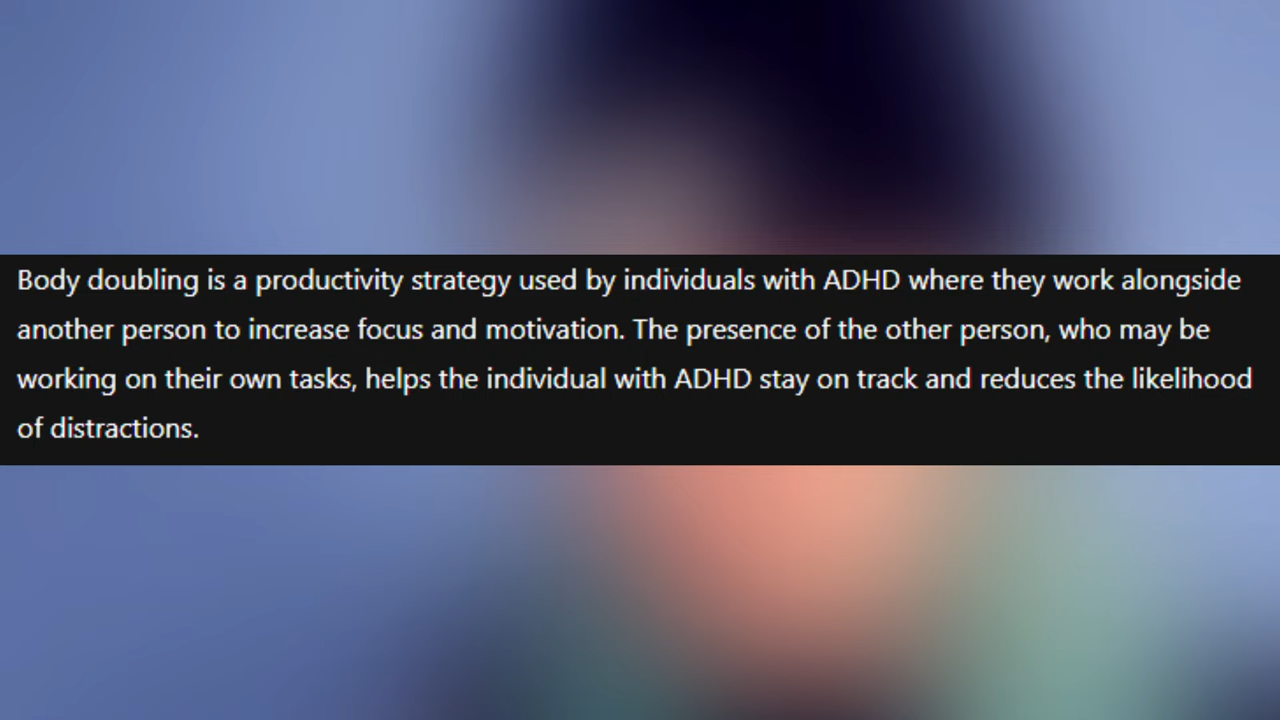 Body doubling is a productivity strategy used by individuals with ADHD where they work alongside
another person to increase focus and motivation. The presence of the other person, who may be
working on their own tasks, helps the individual with ADHD stay on track and reduces the likelihood
of distractions.